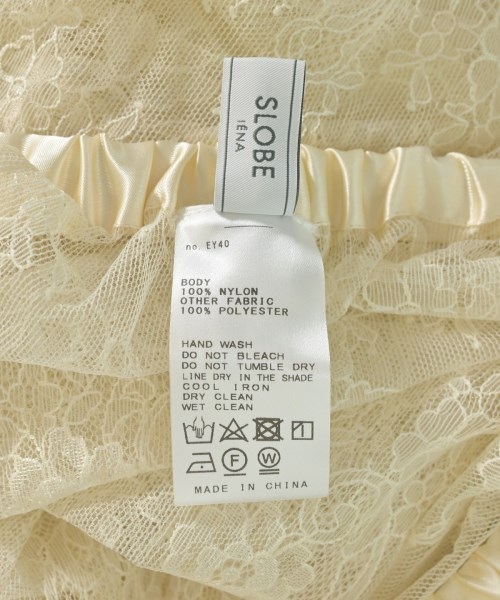 SLOBE
IÉNA
no. EY40
BODY
100% NYLON
OTHER FABRIC
100% POLYESTER
HAND WASH
DO NOT BLEACH
DO NOT TUMBLE DRY
LINE DRY IN THE SHADE
COOL IRON
DRY CLEAN
WET CLEAN
F W
MADE IN CHINA